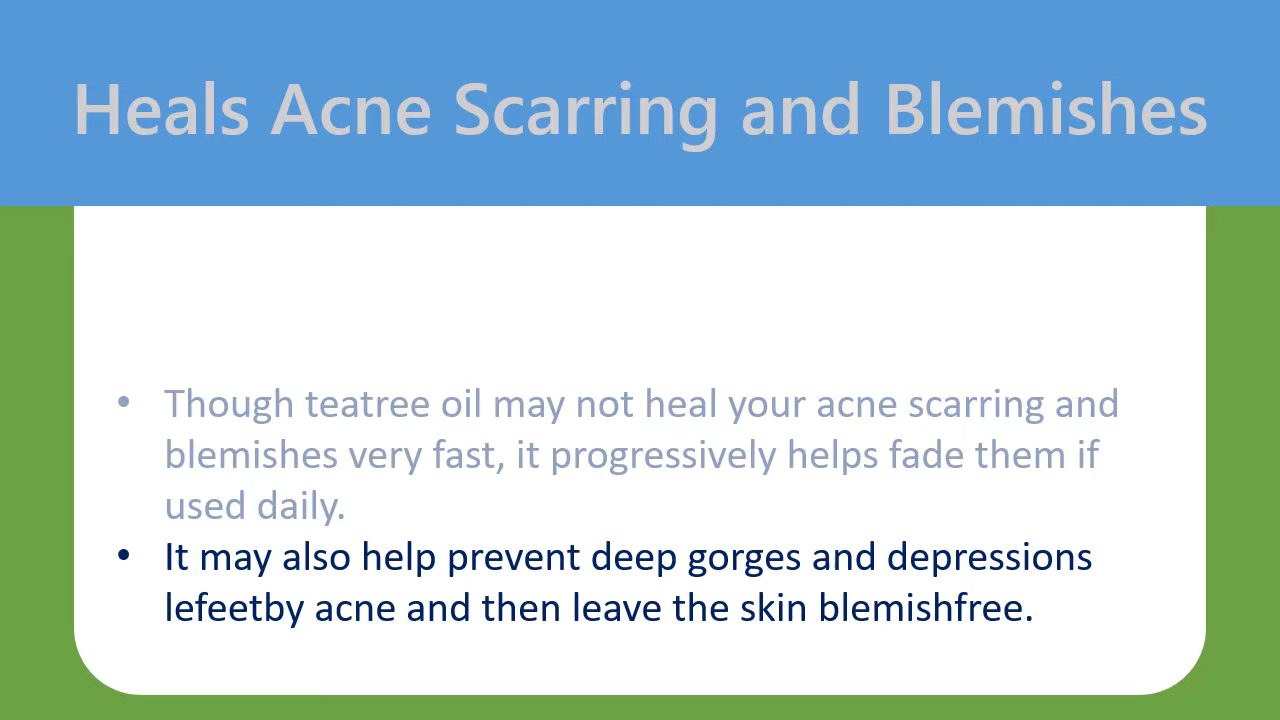 Heals Acne Scarring and Blemishes
• Though teatree oil may not heal your acne scarring and
blemishes very fast, it progressively helps fade them if
used daily.
• It may also help prevent deep gorges and depressions
lefeetby acne and then leave the skin blemishfree.